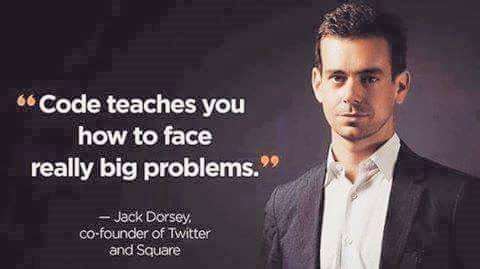 “Code teaches you
how to face
really big problems.”
— Jack Dorsey,
co-founder of Twitter
and Square